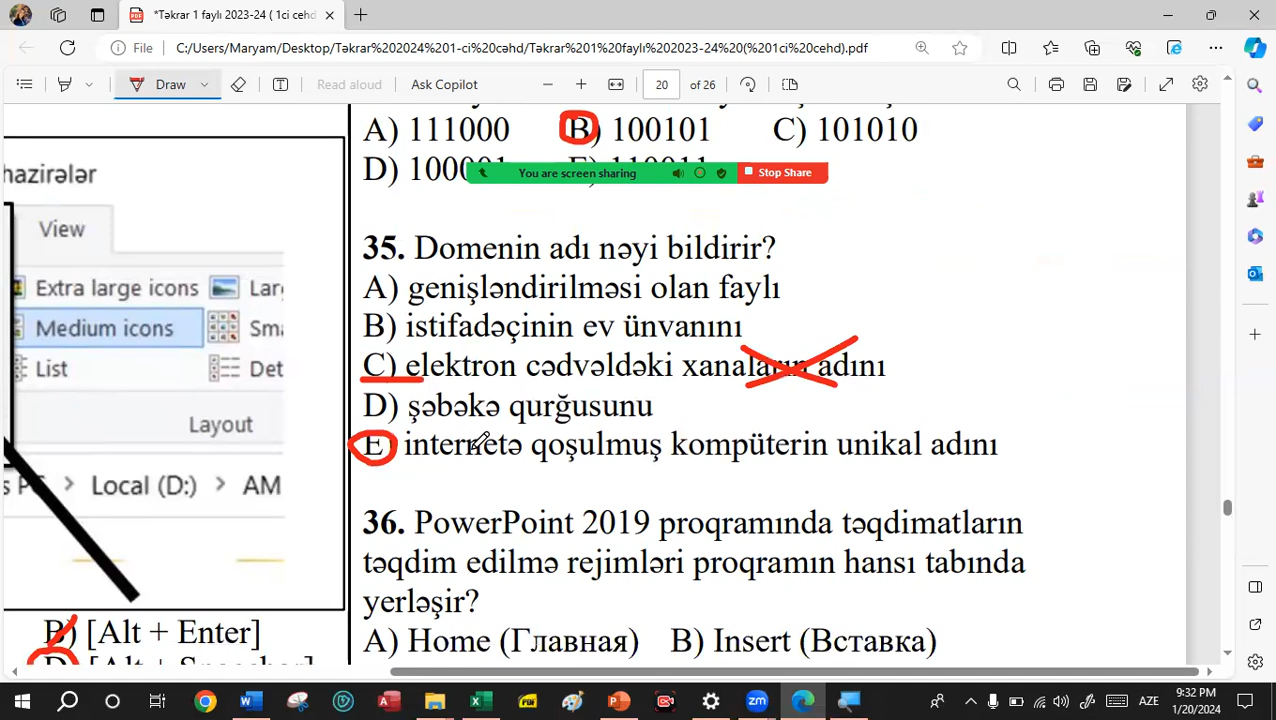 *Təkrar 1 faylı 2023-24 ( 1ci cehd
File
C:/Users/Maryam/Desktop/Təkrar%202024%201-ci%20cəhd/Təkrar%201%20faylı%202023-24%20(%201ci%20cehd).pdf
Draw
Read aloud
Ask Copilot
20 of 26
A) 111000 B) 100101 C) 101010
You are screen sharing
Stop Share
hazirələr
View
Extra large icons
Medium icons
List
Layout
Local (D:) > AM
35. Domenin adı nəyi bildirir?
A) genişləndirilməsi olan faylı
B) istifadəçinin ev ünvanını
C) elektron cədvəldəki xanaların adını
D) şəbəkə qurğusunu
E) internetə qoşulmuş kompüterin unikal adını
36. PowerPoint 2019 proqramında təqdimatların
təqdim edilmə rejimləri proqramın hansı tabında
yerləşir?
A) Home (Главная) B) Insert (Вставка)
B) [Alt + Enter]
AZE
9:32 PM
1/20/2024